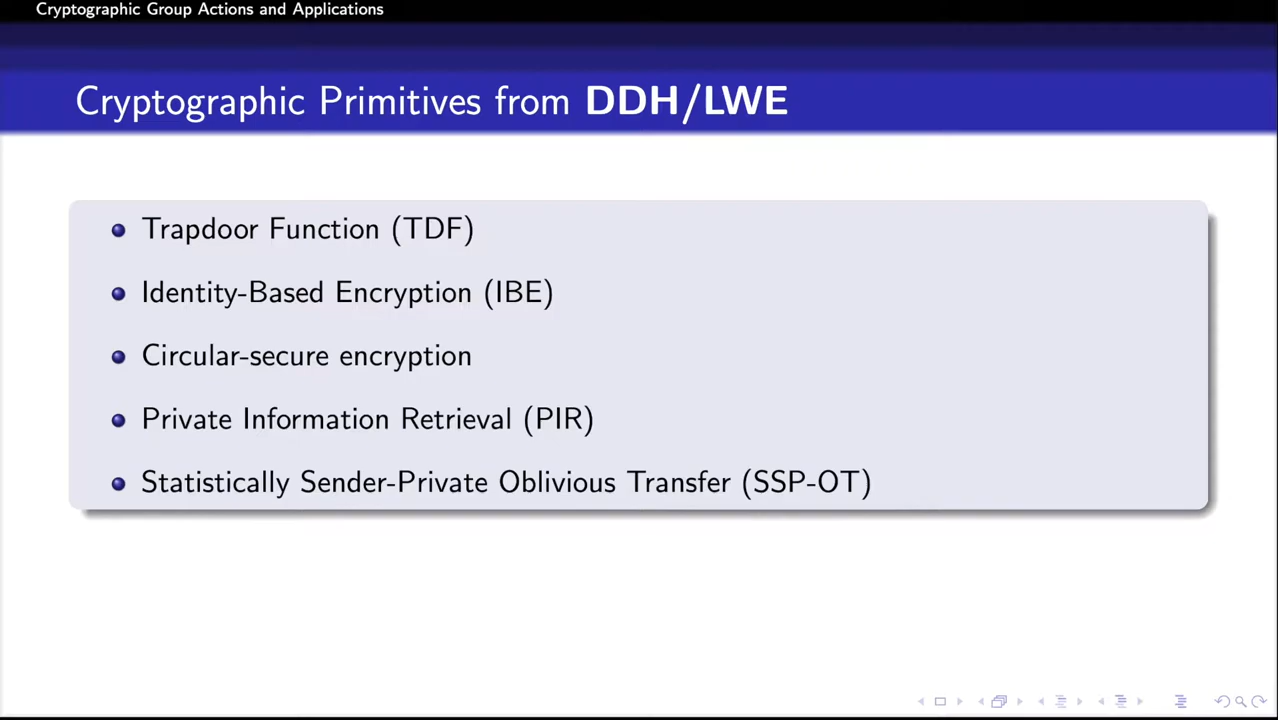 Cryptographic Group Actions and Applications
Cryptographic Primitives from DDH/LWE
Trapdoor Function (TDF)
Identity-Based Encryption (IBE)
Circular-secure encryption
Private Information Retrieval (PIR)
Statistically Sender-Private Oblivious Transfer (SSP-OT)